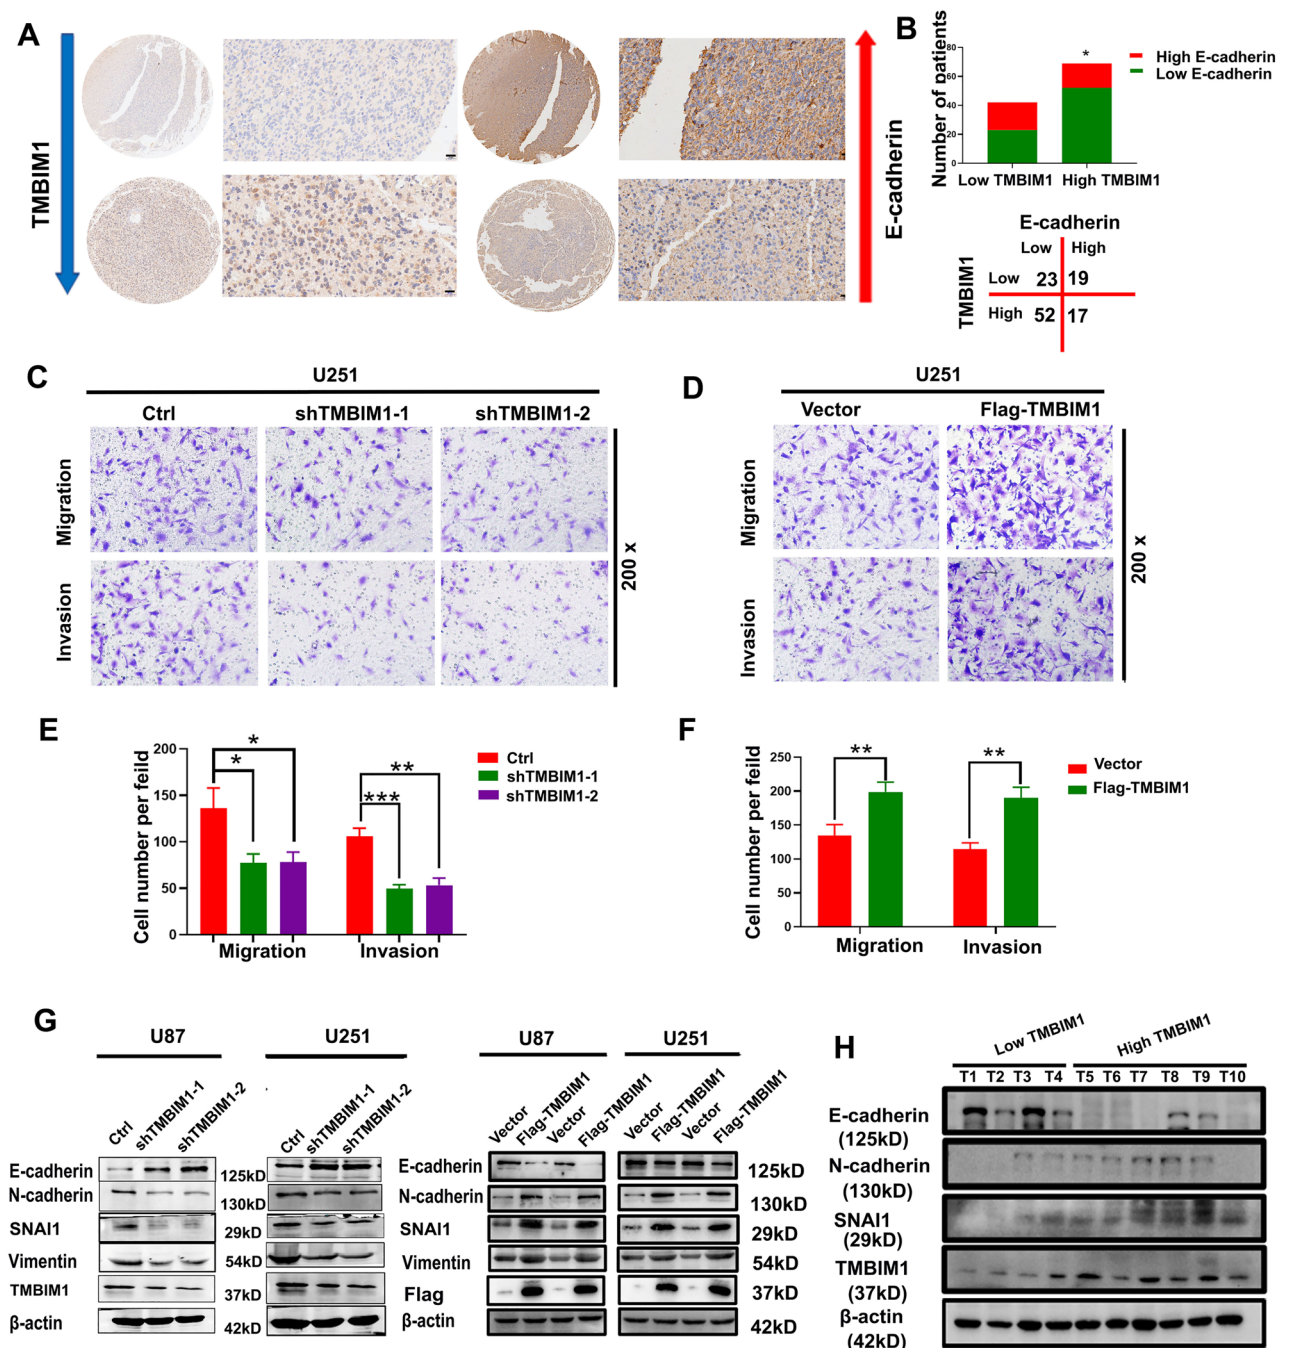 A
TMBIM1
E-cadherin
B
Number of patients
80
60
40
20
0
*
High E-cadherin
Low E-cadherin
Low TMBIM1 High TMBIM1
E-cadherin
Low High
TMBIM1
Low 23 19
High 52 17
C
U251
Ctrl shTMBIM1-1 shTMBIM1-2
Migration
Invasion
200 x
D
U251
Vector Flag-TMBIM1
Migration
Invasion
200 x
E
Cell number per feild
200
150
100
50
0
* *
*** **
Ctrl
shTMBIM1-1
shTMBIM1-2
Migration Invasion
F
Cell number per feild
250
200
150
100
50
0
** **
Vector
Flag-TMBIM1
Migration Invasion
G
U87 U251
Ctrl shTMBIM1-1 shTMBIM1-2 Ctrl shTMBIM1-1 shTMBIM1-2
E-cadherin 125kD
N-cadherin 130kD
SNAI1 29kD
Vimentin 54kD
TMBIM1 37kD
β-actin 42kD
U87 U251
Vector Flag-TMBIM1 Vector Flag-TMBIM1 Vector Flag-TMBIM1 Vector Flag-TMBIM1
E-cadherin 125kD
N-cadherin 130kD
SNAI1 29kD
Vimentin 54kD
Flag 37kD
β-actin 42kD
H
Low TMBIM1 High TMBIM1
T1 T2 T3 T4 T5 T6 T7 T8 T9 T10
E-cadherin
(125kD)
N-cadherin
(130kD)
SNAI1
(29kD)
TMBIM1
(37kD)
β-actin
(42kD)